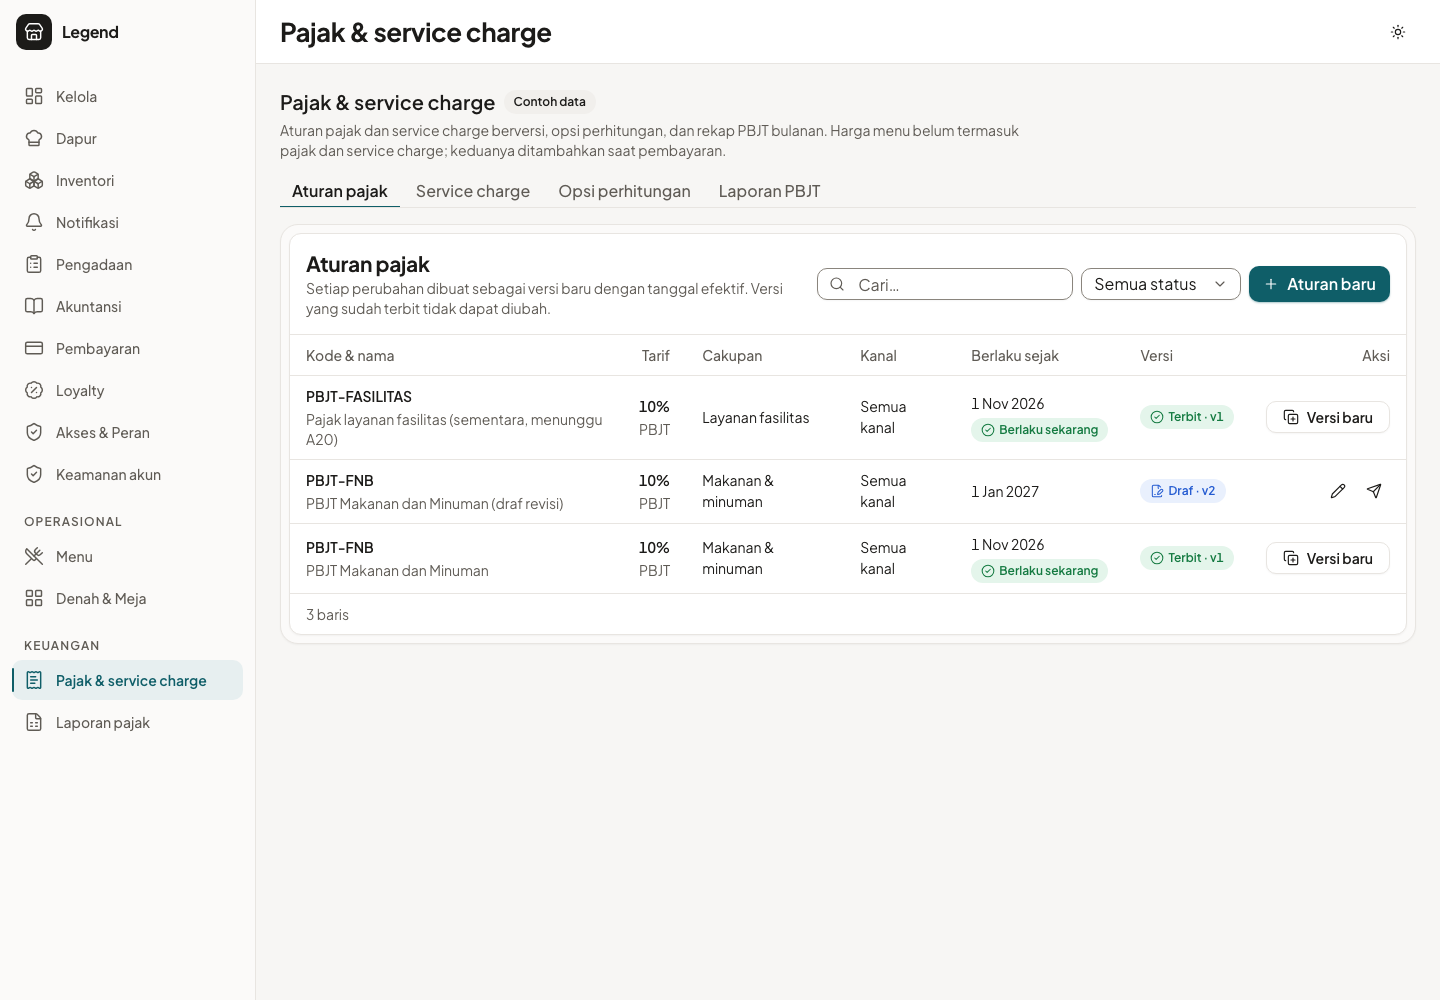 Legend
Kelola
Dapur
Inventori
Notifikasi
Pengadaan
Akuntansi
Pembayaran
Loyalty
Akses & Peran
Keamanan akun
OPERASIONAL
Menu
Denah & Meja
KEUANGAN
Pajak & service charge
Laporan pajak
Pajak & service charge
Pajak & service charge Contoh data
Aturan pajak dan service charge berversi, opsi perhitungan, dan rekap PBJT bulanan. Harga menu belum termasuk
pajak dan service charge; keduanya ditambahkan saat pembayaran.
Aturan pajak Service charge Opsi perhitungan Laporan PBJT
Aturan pajak
Setiap perubahan dibuat sebagai versi baru dengan tanggal efektif. Versi
yang sudah terbit tidak dapat diubah.
Cari... Semua status Aturan baru
Kode & nama Tarif Cakupan Kanal Berlaku sejak Versi Aksi
PBJT-FASILITAS
Pajak layanan fasilitas (sementara, menunggu
A20)
10%
PBJT
Layanan fasilitas
Semua
kanal
1 Nov 2026
Berlaku sekarang
Terbit · v1
Versi baru
PBJT-FNB
PBJT Makanan dan Minuman (draf revisi)
10%
PBJT
Makanan &
minuman
Semua
kanal
1 Jan 2027
Draf · v2
PBJT-FNB
PBJT Makanan dan Minuman
10%
PBJT
Makanan &
minuman
Semua
kanal
1 Nov 2026
Berlaku sekarang
Terbit · v1
Versi baru
3 baris